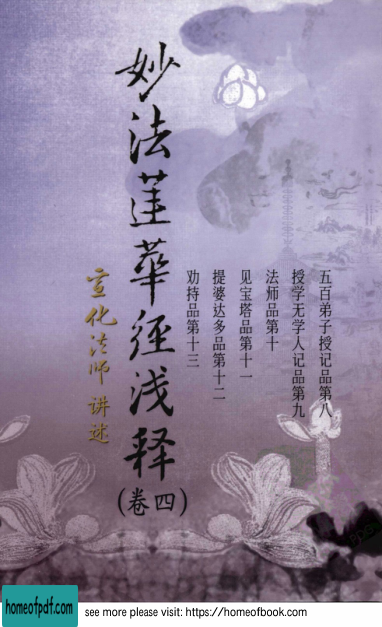 妙法莲华经浅释
(卷四)
宣化法师 讲述
五百弟子授记品第八
授学无学人记品第九
法师品第十
见宝塔品第十一
提婆达多品第十二
劝持品第十三
homeofpdf.com
see more please visit: https://homeofbook.com